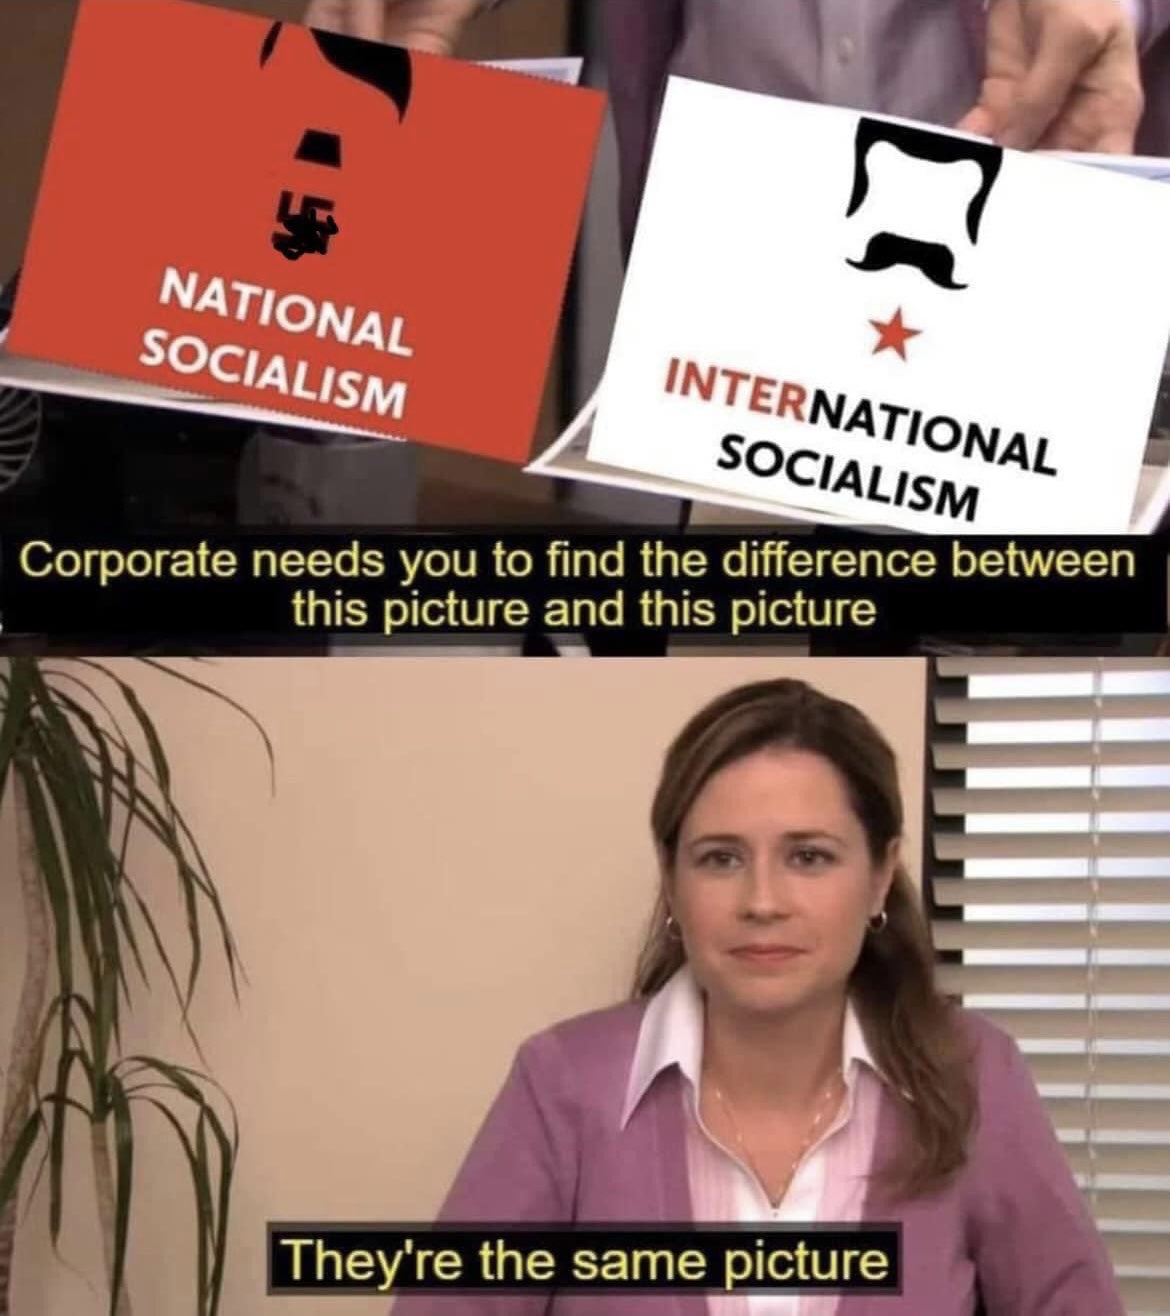 NATIONAL
SOCIALISM
INTERNATIONAL
SOCIALISM
Corporate needs you to find the difference between
this picture and this picture
They're the same picture